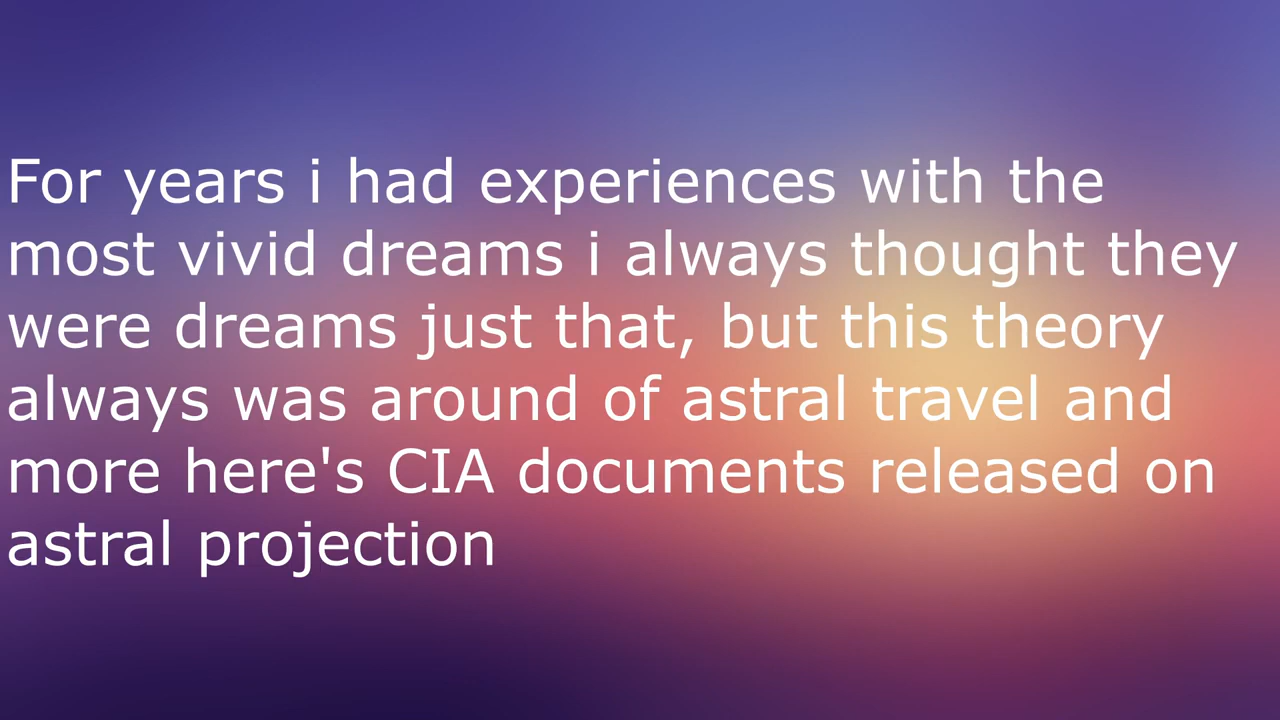 For years i had experiences with the
most vivid dreams i always thought they
were dreams just that, but this theory
always was around of astral travel and
more here's CIA documents released on
astral projection